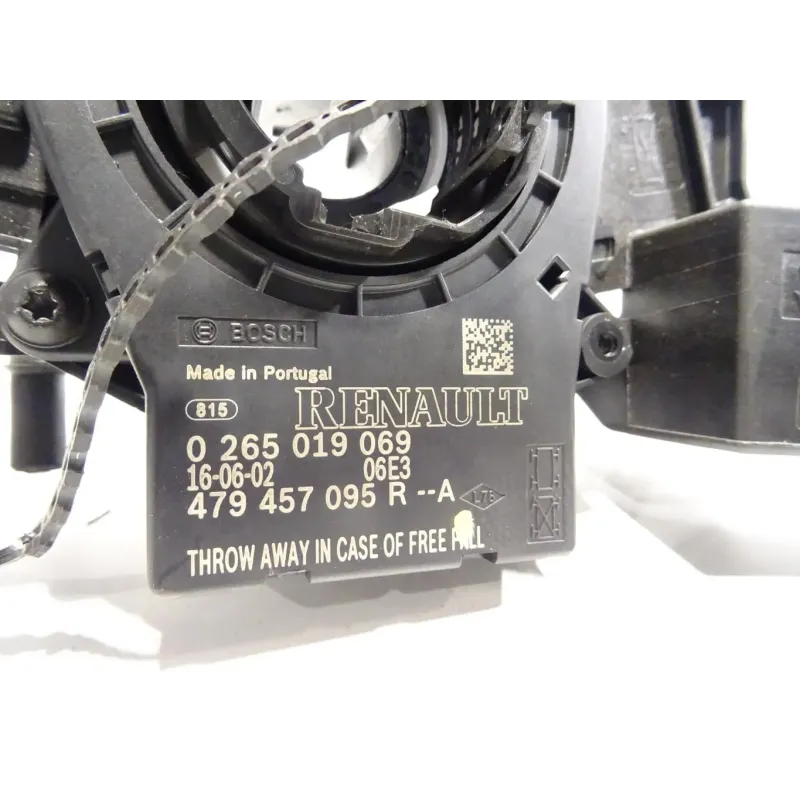 BOSCH
Made in Portugal
815
RENAULT
0 265 019 069
16-06-02 06E3
479 457 095 R --A
THROW AWAY IN CASE OF FREE FALL